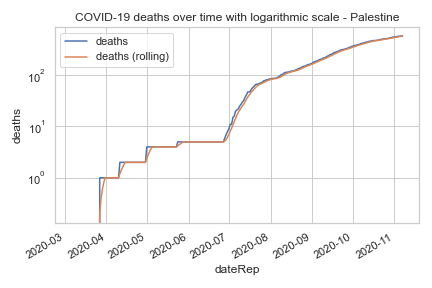 COVID-19 deaths over time with logarithmic scale - Palestine
deaths
deaths (rolling)
deaths
10²
10¹
10⁰
2020-03
2020-04
2020-05
2020-06
2020-07
2020-08
2020-09
2020-10
2020-11
dateRep